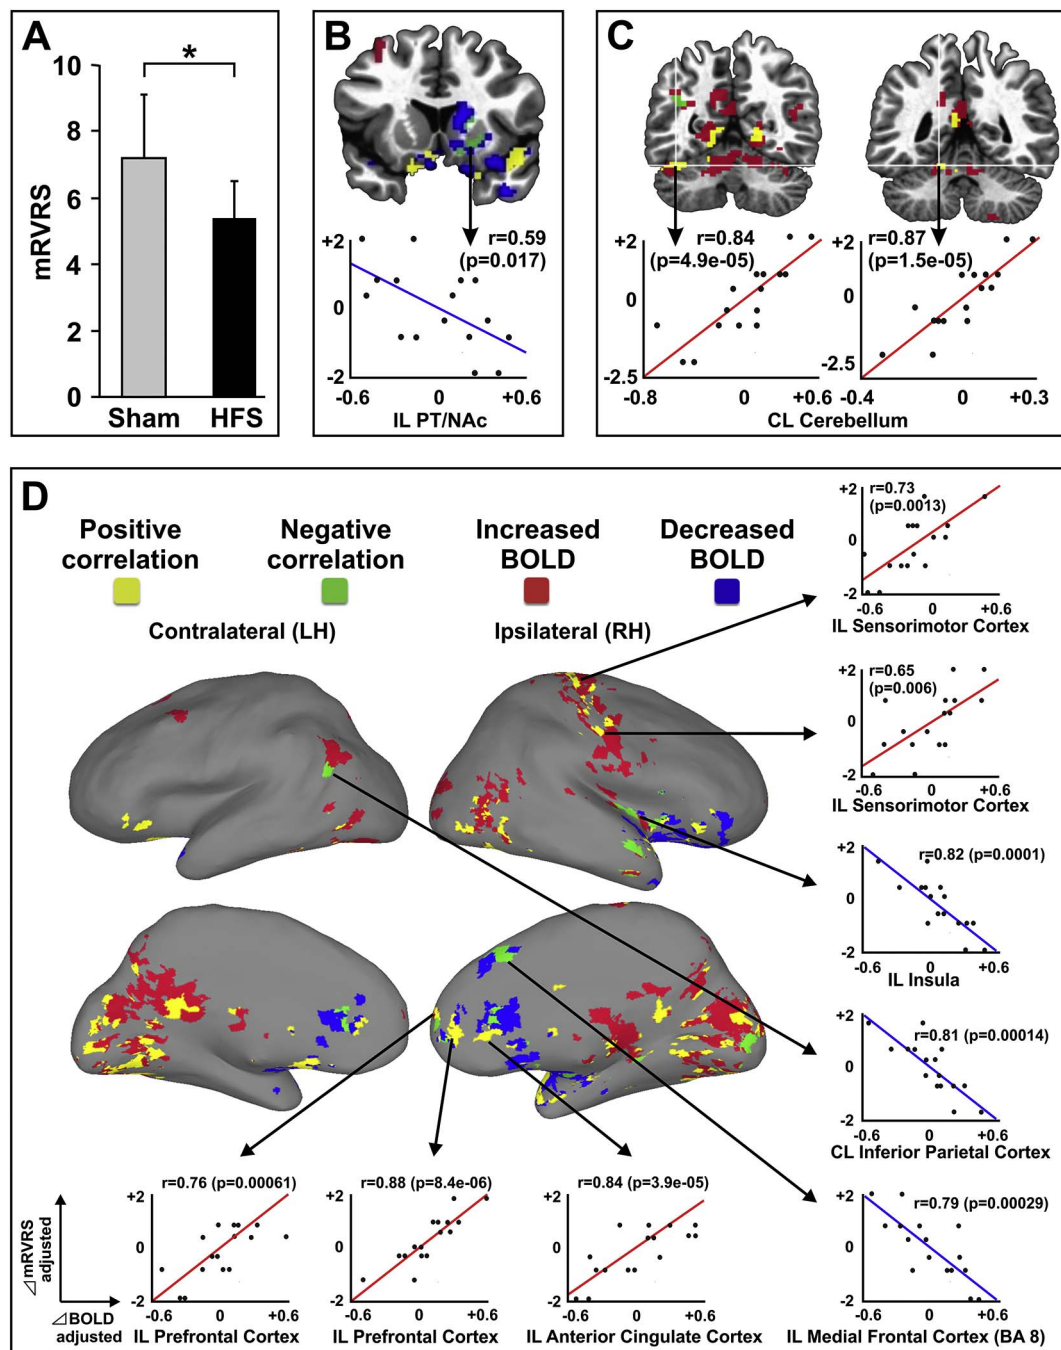 A
*
10
8
6
4
2
0
mRVRS
Sham HFS
B
r=0.59
(p=0.017)
+2
0
-2
-0.6 0 +0.6
IL PT/NAc
C
r=0.84
(p=4.9e-05)
+2
0
-2.5
-0.8 0 +0.6
r=0.87
(p=1.5e-05)
+2
0
-2.5
-0.4 0 +0.3
CL Cerebellum
D
Positive
correlation
Negative
correlation
Increased
BOLD
Decreased
BOLD
Contralateral (LH)
Ipsilateral (RH)
+2
r=0.73
(p=0.0013)
0
-2
-0.6 0 +0.6
IL Sensorimotor Cortex
+2
r=0.65
(p=0.006)
0
-2
-0.6 0 +0.6
IL Sensorimotor Cortex
+2
r=0.82 (p=0.0001)
0
-2
-0.6 0 +0.6
IL Insula
+2
r=0.81 (p=0.00014)
0
-2
-0.6 0 +0.6
CL Inferior Parietal Cortex
⊿mRVRS
adjusted
⊿BOLD
adjusted
r=0.76 (p=0.00061)
+2
0
-2
-0.6 0 +0.6
IL Prefrontal Cortex
r=0.88 (p=8.4e-06)
+2
0
-2
-0.6 0 +0.6
IL Prefrontal Cortex
r=0.84 (p=3.9e-05)
+2
0
-2
-0.6 0 +0.6
IL Anterior Cingulate Cortex
+2
r=0.79 (p=0.00029)
0
-2
-0.6 0 +0.6
IL Medial Frontal Cortex (BA 8)